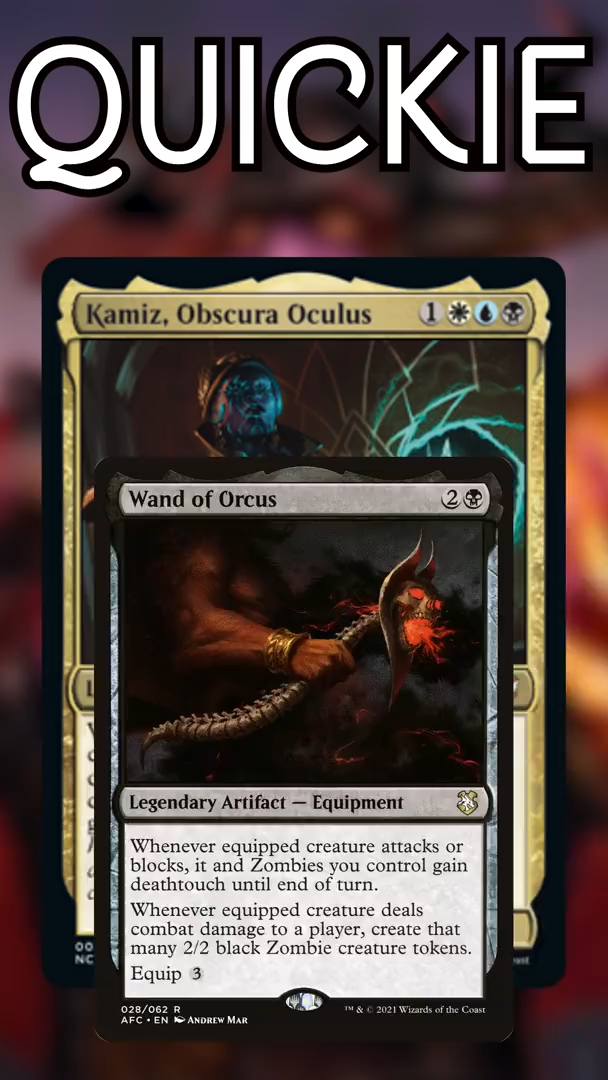 QUICKIE
Kamiz, Obscura Oculus 1
Wand of Orcus 2
Legendary Artifact — Equipment
Whenever equipped creature attacks or
blocks, it and Zombies you control gain
deathtouch until end of turn.
Whenever equipped creature deals
combat damage to a player, create that
many 2/2 black Zombie creature tokens.
Equip 3
028/062 R
AFC • EN Andrew Mar
™ & © 2021 Wizards of the Coast